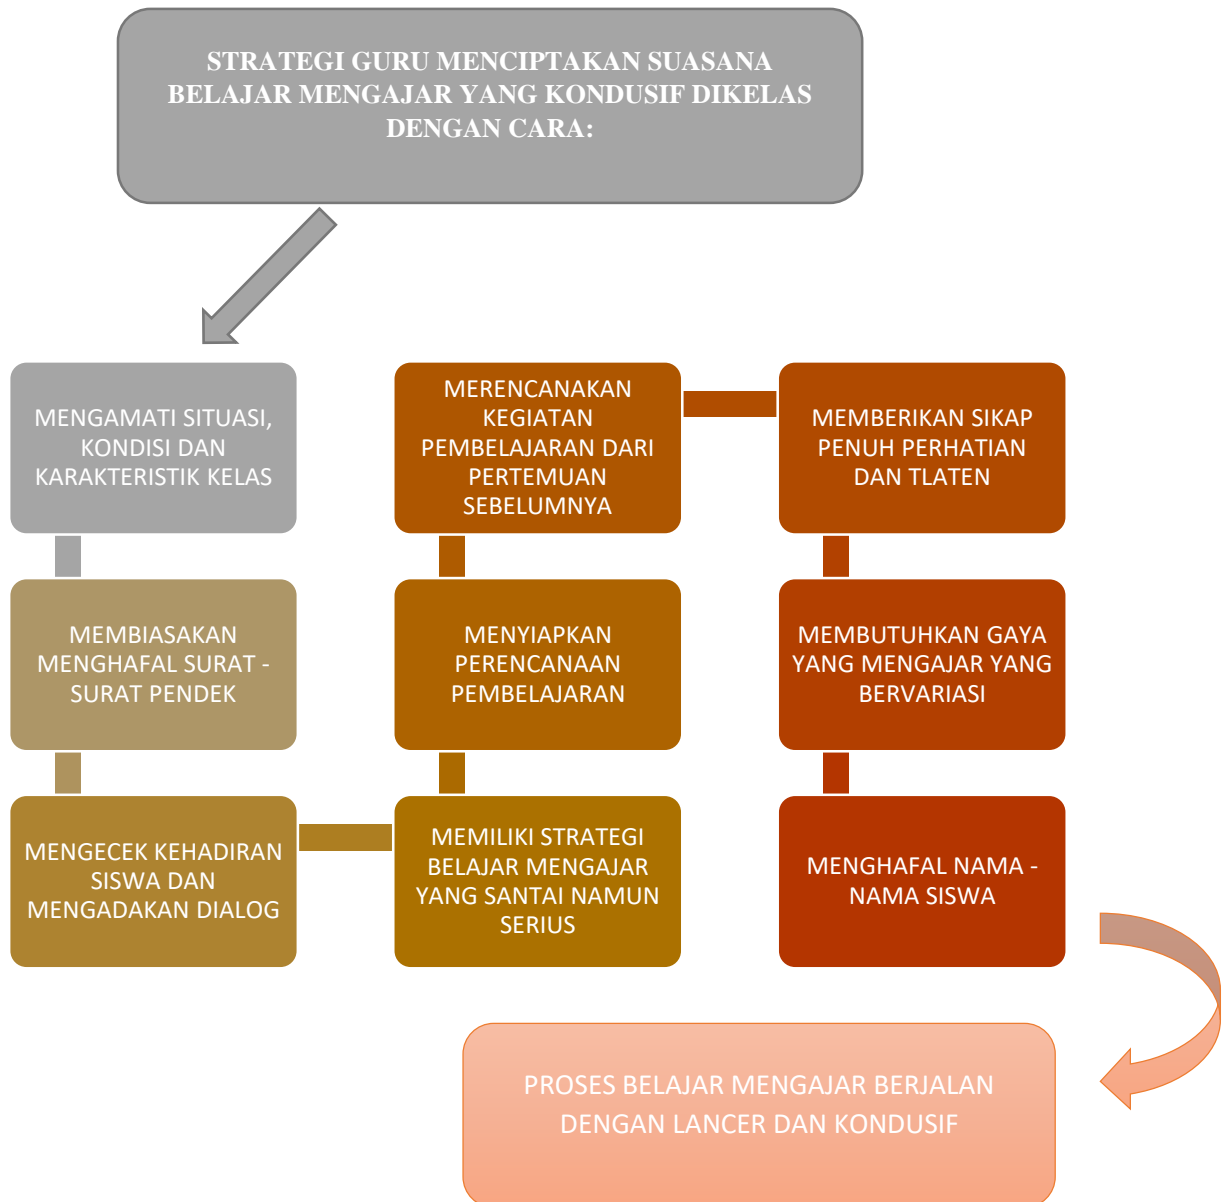 STRATEGI GURU MENCIPTAKAN SUASANA
BELAJAR MENGAJAR YANG KONDUSIF DIKELAS
DENGAN CARA:
MENGAMATI SITUASI,
KONDISI DAN
KARAKTERISTIK KELAS
MEMBIASAKAN
MENGHAFAL SURAT -
SURAT PENDEK
MENGECEK KEHADIRAN
SISWA DAN
MENGADAKAN DIALOG
MEMILIKI STRATEGI
BELAJAR MENGAJAR
YANG SANTAI NAMUN
SERIUS
MENYIAPKAN
PERENCANAAN
PEMBELAJARAN
MERENCANAKAN
KEGIATAN
PEMBELAJARAN DARI
PERTEMUAN
SEBELUMNYA
MEMBERIKAN SIKAP
PENUH PERHATIAN
DAN TLATEN
MEMBUTUHKAN GAYA
YANG MENGAJAR YANG
BERVARIASI
MENGHAFAL NAMA -
NAMA SISWA
PROSES BELAJAR MENGAJAR BERJALAN
DENGAN LANCER DAN KONDUSIF